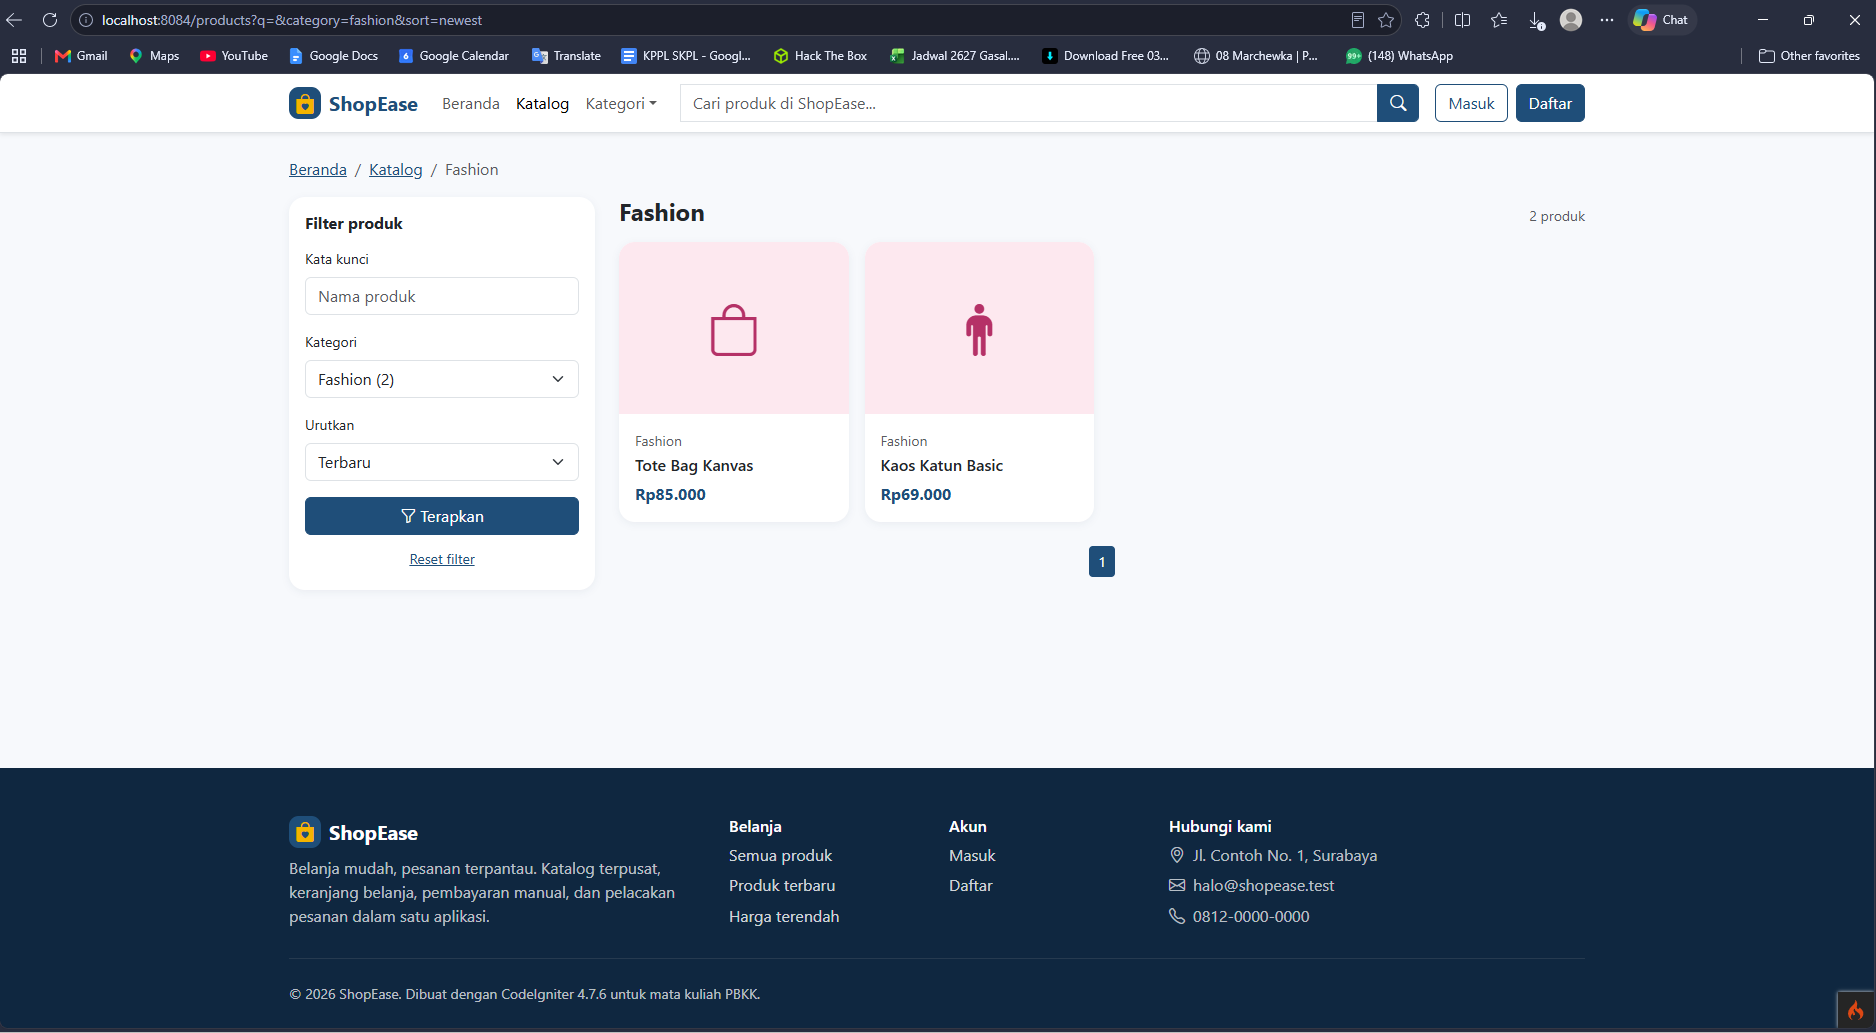 localhost:8084/products?q=&category=fashion&sort=newest
Chat
Gmail
Maps
YouTube
Google Docs
6
Google Calendar
Translate
KPPL SKPL - Googl...
Hack The Box
Jadwal 2627 Gasal....
Download Free 03...
08 Marchewka | P...
99+
(148) WhatsApp
Other favorites
ShopEase
Beranda
Katalog
Kategori
Cari produk di ShopEase...
Masuk
Daftar
Beranda / Katalog / Fashion
Filter produk
Kata kunci
Nama produk
Kategori
Fashion (2)
Urutkan
Terbaru
Terapkan
Reset filter
Fashion
2 produk
Fashion
Tote Bag Kanvas
Rp85.000
Fashion
Kaos Katun Basic
Rp69.000
1
ShopEase
Belanja mudah, pesanan terpantau. Katalog terpusat,
keranjang belanja, pembayaran manual, dan pelacakan
pesanan dalam satu aplikasi.
Belanja
Semua produk
Produk terbaru
Harga terendah
Akun
Masuk
Daftar
Hubungi kami
Jl. Contoh No. 1, Surabaya
halo@shopease.test
0812-0000-0000
© 2026 ShopEase. Dibuat dengan CodeIgniter 4.7.6 untuk mata kuliah PBKK.